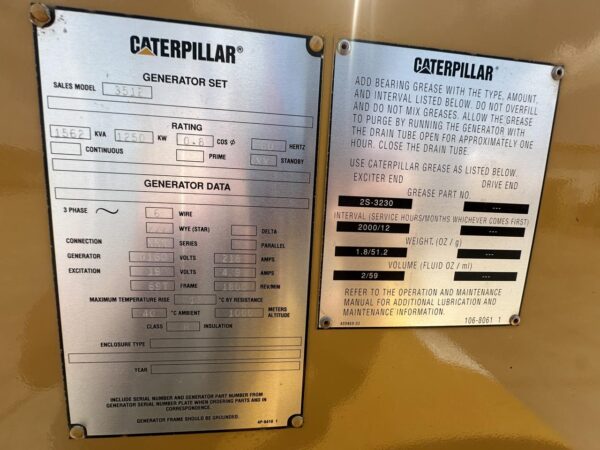 CATERPILLAR
GENERATOR SET
SALES MODEL 3512
RATING
1562 KVA 1250 KW 0.8 COS Ø 60 HERTZ
CONTINUOUS PRIME XX STANDBY
GENERATOR DATA
3 PHASE 6 WIRE
WYE (STAR) DELTA
CONNECTION SERIES PARALLEL
GENERATOR VOLTS AMPS
EXCITATION VOLTS AMPS
FRAME 1800 REV/MIN
MAXIMUM TEMPERATURE RISE °C BY RESISTANCE
40 °C AMBIENT 1000 METERS ALTITUDE
CLASS INSULATION
ENCLOSURE TYPE
YEAR
INCLUDE SERIAL NUMBER AND GENERATOR PART NUMBER FROM
GENERATOR SERIAL NUMBER PLATE WHEN ORDERING PARTS AND IN
CORRESPONDENCE.
GENERATOR FRAME SHOULD BE GROUNDED.
CATERPILLAR
ADD BEARING GREASE WITH THE TYPE, AMOUNT,
AND INTERVAL LISTED BELOW. DO NOT OVERFILL
AND DO NOT MIX GREASES. ALLOW THE GREASE
TO PURGE BY RUNNING THE GENERATOR WITH
THE DRAIN TUBE OPEN FOR APPROXIMATELY ONE
HOUR. CLOSE THE DRAIN TUBE.
USE CATERPILLAR GREASE AS LISTED BELOW.
EXCITER END DRIVE END
GREASE PART NO.
2S-3230 ---
INTERVAL (SERVICE HOURS/MONTHS WHICHEVER COMES FIRST)
2000/12 ---
WEIGHT, (OZ / g)
1.8/51.2 ---
VOLUME (FLUID OZ / ml)
2/59 ---
REFER TO THE OPERATION AND MAINTENANCE
MANUAL FOR ADDITIONAL LUBRICATION AND
MAINTENANCE INFORMATION.
106-8061 1